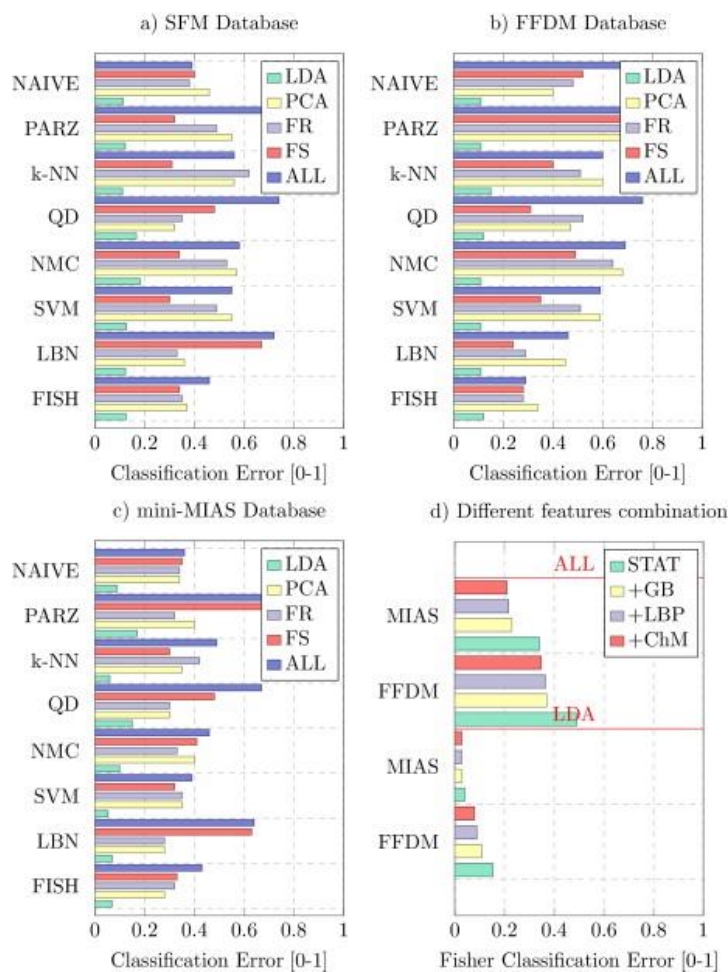 a) SFM Database
NAIVE
PARZ
k-NN
QD
NMC
SVM
LBN
FISH
LDA
PCA
FR
FS
ALL
0 0.2 0.4 0.6 0.8 1
Classification Error [0-1]
b) FFDM Database
NAIVE
PARZ
k-NN
QD
NMC
SVM
LBN
FISH
LDA
PCA
FR
FS
ALL
0 0.2 0.4 0.6 0.8 1
Classification Error [0-1]
c) mini-MIAS Database
NAIVE
PARZ
k-NN
QD
NMC
SVM
LBN
FISH
LDA
PCA
FR
FS
ALL
0 0.2 0.4 0.6 0.8 1
Classification Error [0-1]
d) Different features combination
ALL
MIAS
FFDM
LDA
MIAS
FFDM
STAT
+GB
+LBP
+ChM
0 0.2 0.4 0.6 0.8 1
Fisher Classification Error [0-1]